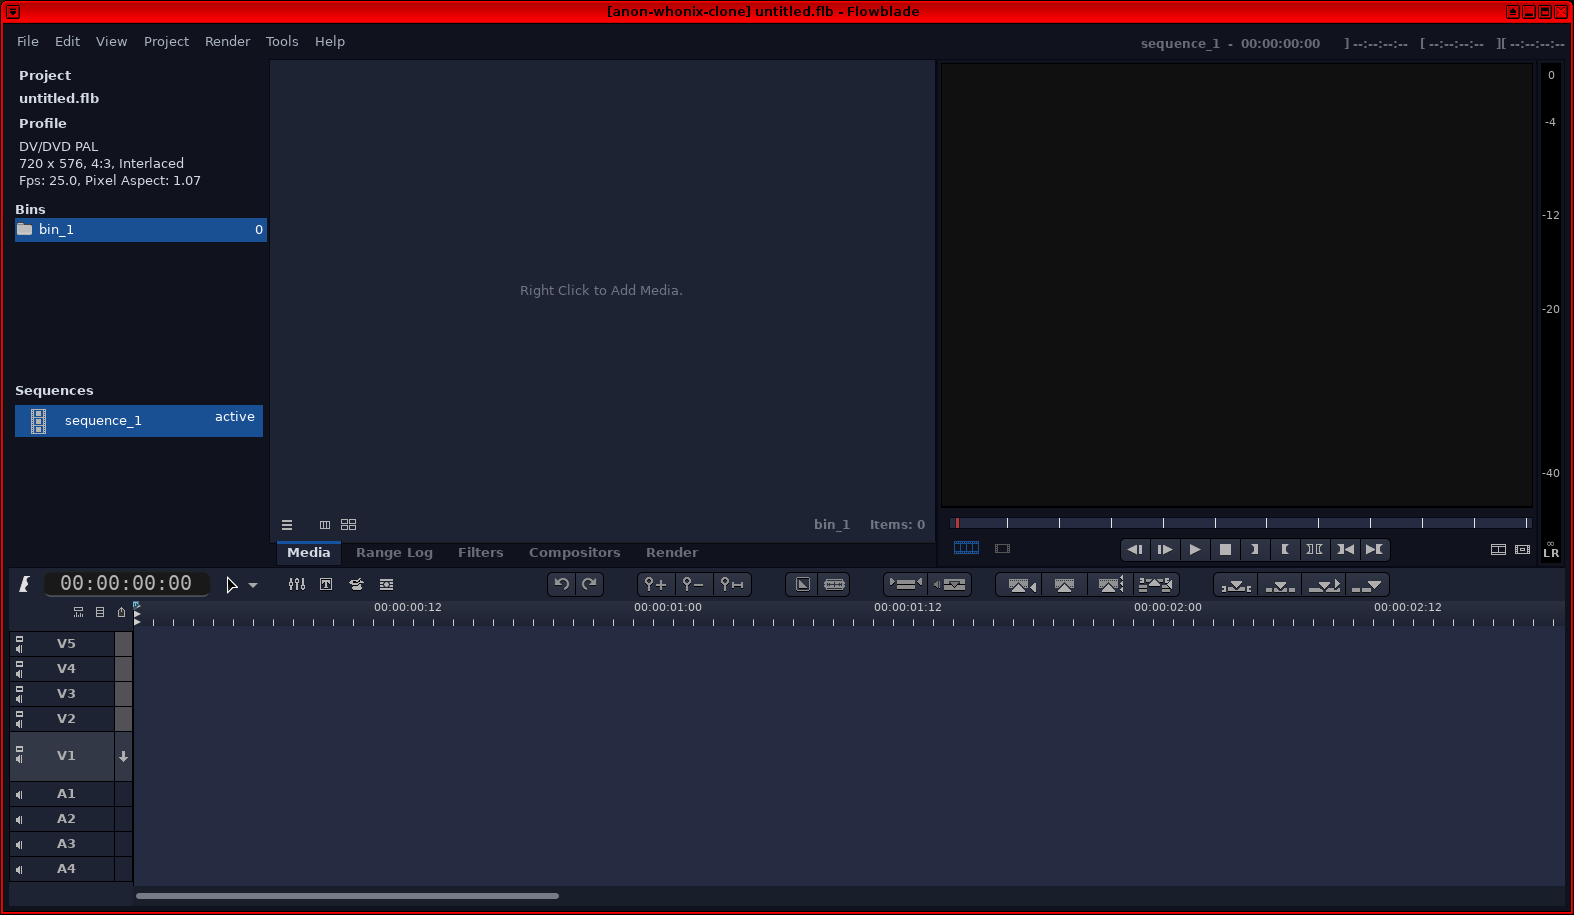 [anon-whonix-clone] untitled.flb - Flowblade
File Edit View Project Render Tools Help
sequence_1 - 00:00:00:00 ] --:--:--:-- [ --:--:--:-- ][ --:--:--:--
Project
untitled.flb
Profile
DV/DVD PAL
720 x 576, 4:3, Interlaced
Fps: 25.0, Pixel Aspect: 1.07
Bins
bin_1 0
Sequences
sequence_1 active
Right Click to Add Media.
bin_1 Items: 0
Media Range Log Filters Compositors Render
0
-4
-12
-20
-40
∞
LR
00:00:00:00
00:00:00:12 00:00:01:00 00:00:01:12 00:00:02:00 00:00:02:12
V5
V4
V3
V2
V1
A1
A2
A3
A4